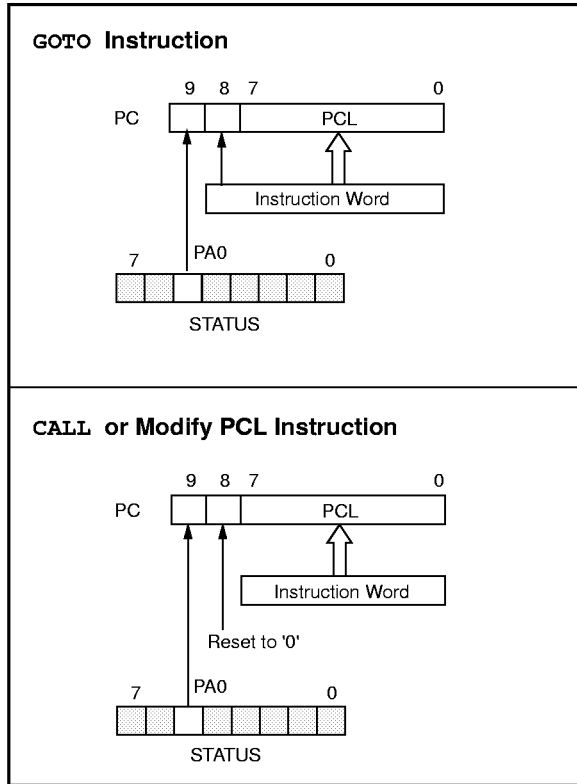 GOTO Instruction
9 8 7 0
PC PCL
Instruction Word
PA0
7 0
STATUS
CALL or Modify PCL Instruction
9 8 7 0
PC PCL
Instruction Word
Reset to '0'
PA0
7 0
STATUS